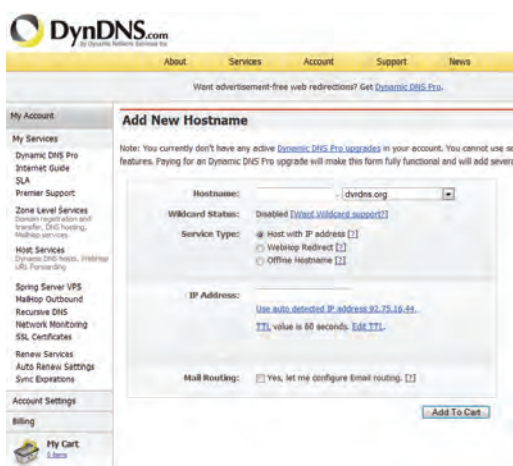 DynDNS.com
By Dynamic Network Services Inc.
About Services Account Support News
Want advertisement-free web redirections? Get Dynamic DNS Pro.
My Account
My Services
Dynamic DNS Pro
Internet Guide
SLA
Premier Support
Zone Level Services
Domain registration and
transfer, DNS hosting,
MailHop services
Host Services
Dynamic DNS hosts, WebHop
URL Forwarding
Spring Server VPS
MailHop Outbound
Recursive DNS
Network Monitoring
SSL Certificates
Renew Services
Auto Renew Settings
Sync Expirations
Account Settings
Billing
My Cart
0 items
Add New Hostname
Note: You currently don't have any active Dynamic DNS Pro upgrades in your account. You cannot use se
features. Paying for an Dynamic DNS Pro upgrade will make this form fully functional and will add severa
Hostname: . dvrdns.org
Wildcard Status: Disabled [Want Wildcard support?]
Service Type: Host with IP address [?]
WebHop Redirect [?]
Offline Hostname [?]
IP Address:
Use auto detected IP address 92.75.16.44.
TTL value is 60 seconds. Edit TTL.
Mail Routing: Yes, let me configure Email routing. [?]
Add To Cart